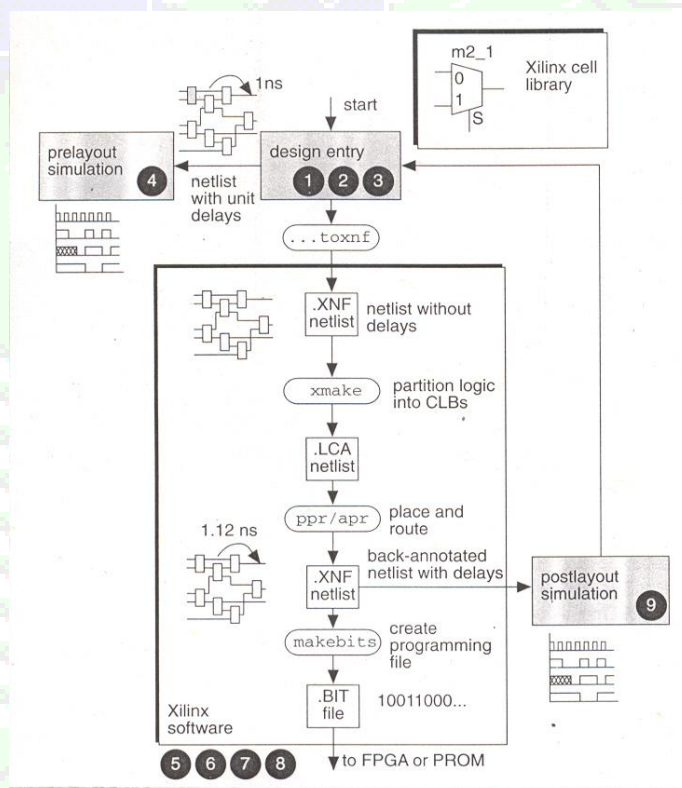 m2_1
0
1
S
Xilinx cell
library
1ns
start
prelayout
simulation
4
design entry
1 2 3
netlist
with unit
delays
...toxnf
.XNF
netlist
netlist without
delays
xmake
partition logic
into CLBs
.LCA
netlist
ppr/apr
place and
route
1.12 ns
.XNF
netlist
back-annotated
netlist with delays
postlayout
simulation
9
makebits
create
programming
file
.BIT
file
10011000...
Xilinx
software
5 6 7 8
to FPGA or PROM